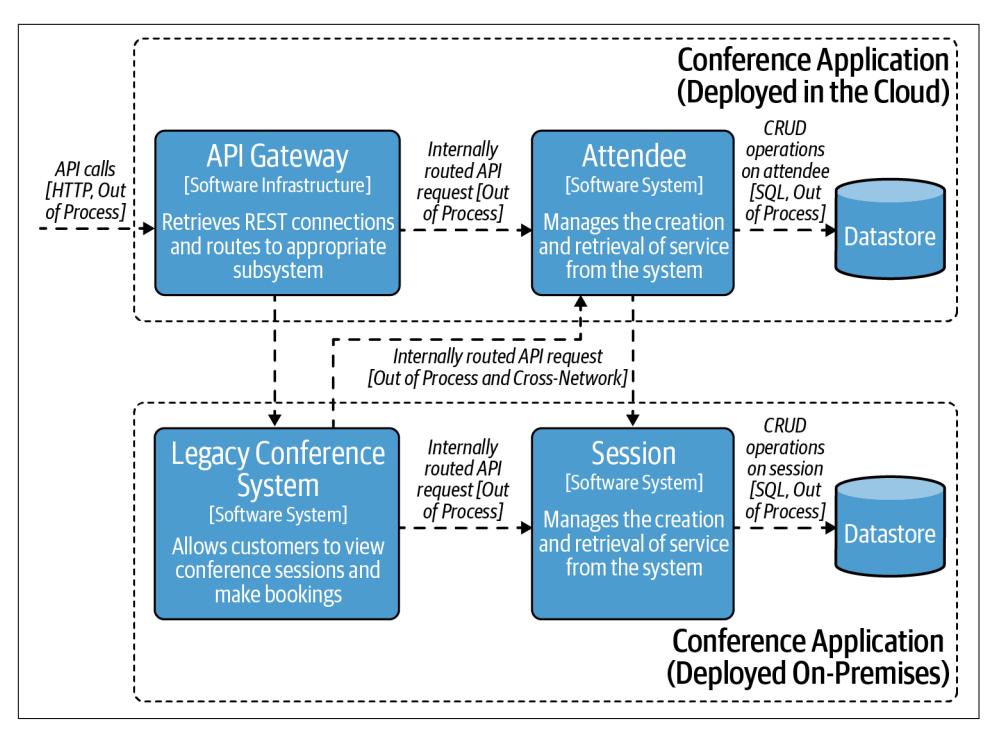 Conference Application
(Deployed in the Cloud)
API calls
[HTTP, Out
of Process]
API Gateway
[Software Infrastructure]
Retrieves REST connections
and routes to appropriate
subsystem
Internally
routed API
request [Out
of Process]
Attendee
[Software System]
Manages the creation
and retrieval of service
from the system
CRUD
operations
on attendee
[SQL, Out
of Process]
Datastore
Internally routed API request
[Out of Process and Cross-Network]
Legacy Conference
System
[Software System]
Allows customers to view
conference sessions and
make bookings
Internally
routed API
request [Out
of Process]
Session
[Software System]
Manages the creation
and retrieval of service
from the system
CRUD
operations
on session
[SQL, Out
of Process]
Datastore
Conference Application
(Deployed On-Premises)